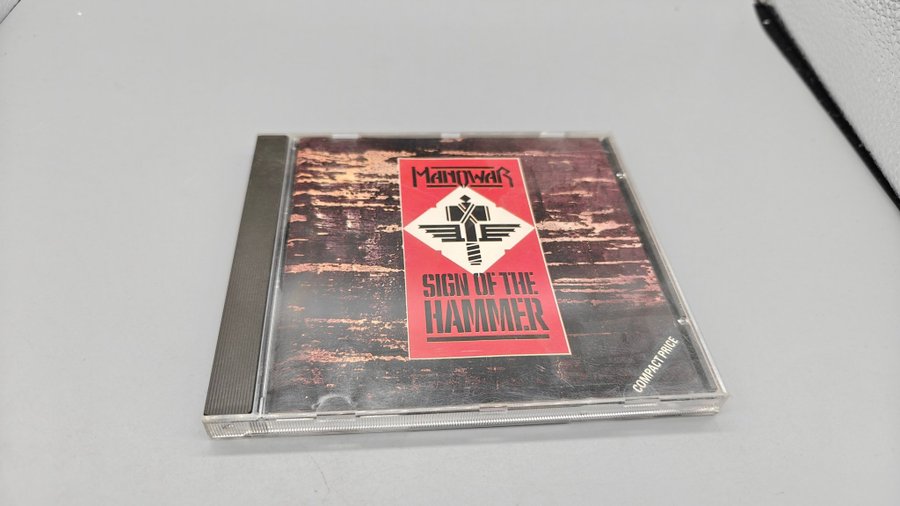 MANOWAR
SIGN OF THE
HAMMER
COMPACT PRICE